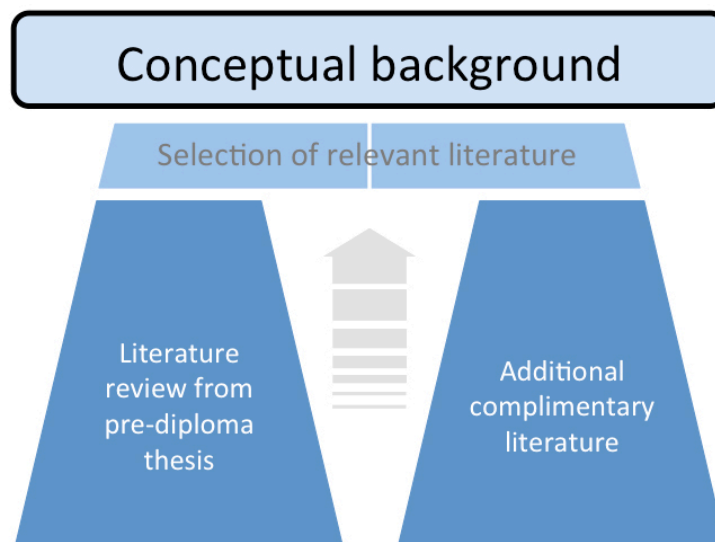 Conceptual background
Selection of relevant literature
Literature
review from
pre-diploma
thesis
Additional
complimentary
literature